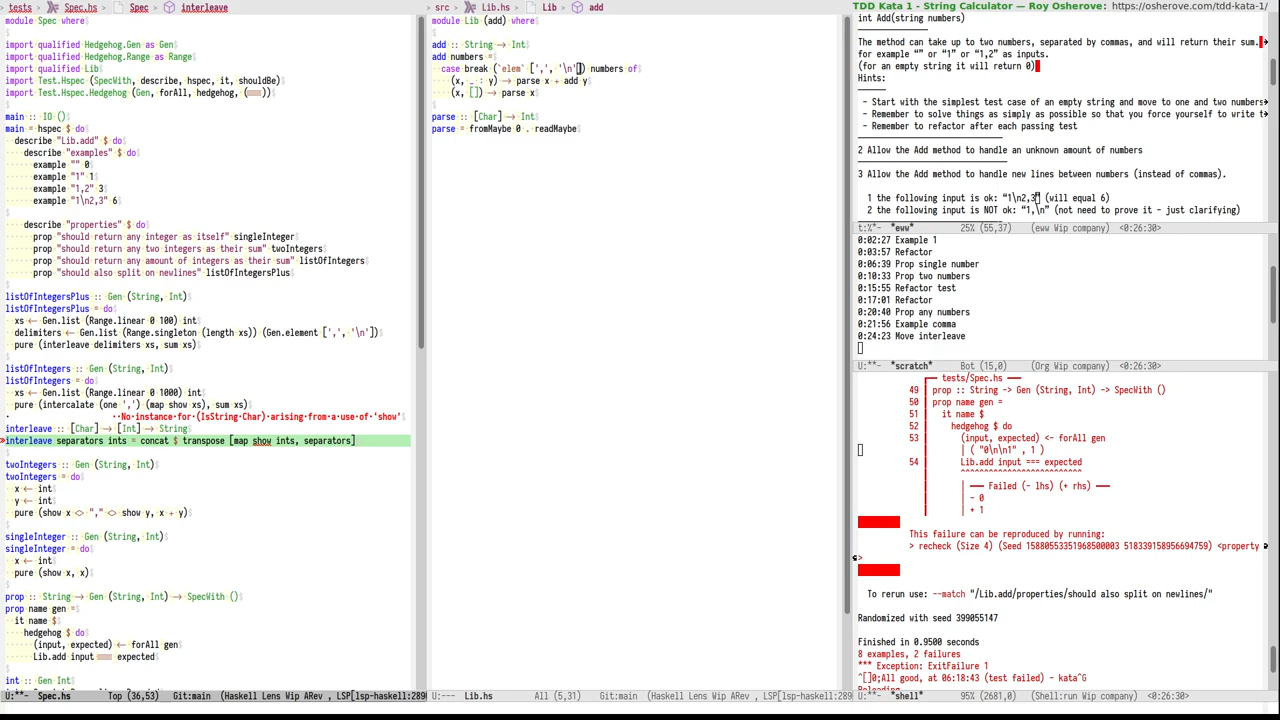 tests > Spec.hs > Spec > interleave
module Spec where
import qualified Hedgehog.Gen as Gen
import qualified Hedgehog.Range as Range
import qualified Lib
import Test.Hspec (SpecWith, describe, hspec, it, shouldBe)
import Test.Hspec.Hedgehog (Gen, forAll, hedgehog, (===))
main :: IO ()
main = hspec $ do
describe "Lib.add" $ do
describe "examples" $ do
example "" 0
example "1" 1
example "1,2" 3
example "1\n2,3" 6
describe "properties" $ do
prop "should return any integer as itself" singleInteger
prop "should return two integers as their sum" twoIntegers
prop "should return any amount of integers as their sum" listOfIntegers
prop "should also split on newlines" listOfIntegersPlus
listOfIntegersPlus :: Gen (String, Int)
listOfIntegersPlus = do
xs ← Gen.list (Range.linear 0 100) int
delimiters ← Gen.list (Range.singleton (length xs)) (Gen.element [',', '\n'])
pure (interleave delimiters xs, sum xs)
listOfIntegers :: Gen (String, Int)
listOfIntegers = do
xs ← Gen.list (Range.linear 0 1000) int
pure (intercalate (one ',') (map show xs), sum xs)
No instance for (IsString Char) arising from a use of ‘show’
interleave :: [Char] → [Int] → String
interleave separators ints = concat $ transpose [map show ints, separators]
twoIntegers :: Gen (String, Int)
twoIntegers = do
x ← int
y ← int
pure (show x <> "," <> show y, x + y)
singleInteger :: Gen (String, Int)
singleInteger = do
x ← int
pure (show x, x)
prop :: String → Gen (String, Int) → SpecWith ()
prop name gen =
it name $
hedgehog $ do
(input, expected) ← forAll gen
Lib.add input === expected
int :: Gen Int
U:**- Spec.hs Top (36,53) Git:main (Haskell Lens Wip ARev , LSP[lsp-haskell:289
src > Lib.hs > Lib > add
module Lib (add) where
add :: String → Int
add numbers =
case break (`elem` [',', '\n']) numbers of
(x, _ : y) → parse x + add y
(x, []) → parse x
parse :: [Char] → Int
parse = fromMaybe 0 . readMaybe
U:--- Lib.hs All (5,31) Git:main (Haskell Lens Wip ARev , LSP[lsp-haskell:289
TDD Kata 1 - String Calculator — Roy Osherove: https://osherove.com/tdd-kata-1/
int Add(string numbers)
The method can take up to two numbers, separated by commas, and will return their sum.
for example “” or “1” or “1,2” as inputs.
(for an empty string it will return 0)
Hints:
- Start with the simplest test case of an empty string and move to one and two numbers
- Remember to solve things as simply as possible so that you force yourself to write t
- Remember to refactor after each passing test
2 Allow the Add method to handle an unknown amount of numbers
3 Allow the Add method to handle new lines between numbers (instead of commas).
1 the following input is ok: “1\n2,3” (will equal 6)
2 the following input is NOT ok: “1,\n” (not need to prove it - just clarifying)
t:%*- *eww* 25% (55,37) (eww Wip company) <0:26:30>
0:02:27 Example 1
0:03:57 Refactor
0:06:39 Prop single number
0:10:33 Prop two numbers
0:15:55 Refactor test
0:17:01 Refactor
0:20:40 Prop any numbers
0:21:56 Example comma
0:24:23 Move interleave
U:**- *scratch* Bot (15,0) (Org Wip company) <0:26:30>
tests/Spec.hs
49 prop :: String -> Gen (String, Int) -> SpecWith ()
50 prop name gen =
51 it name $
52 hedgehog $ do
53 (input, expected) <- forAll gen
| ( "0\n\n1" , 1 )
54 Lib.add input === expected
^^^^^^^^^^^^^^^^^^^^^^^^^^
| ━━━ Failed (- lhs) (+ rhs) ━━━
| - 0
| + 1
This failure can be reproduced by running:
> recheck (Size 4) (Seed 15880553351968500003 518339158956694759) <property
>
To rerun use: --match "/Lib.add/properties/should also split on newlines/"
Randomized with seed 399055147
Finished in 0.9500 seconds
8 examples, 2 failures
*** Exception: ExitFailure 1
^[]0;All good, at 06:18:43 (test failed) - kata^G
U:**- *shell* 95% (2681,0) (Shell:run Wip company) <0:26:30>